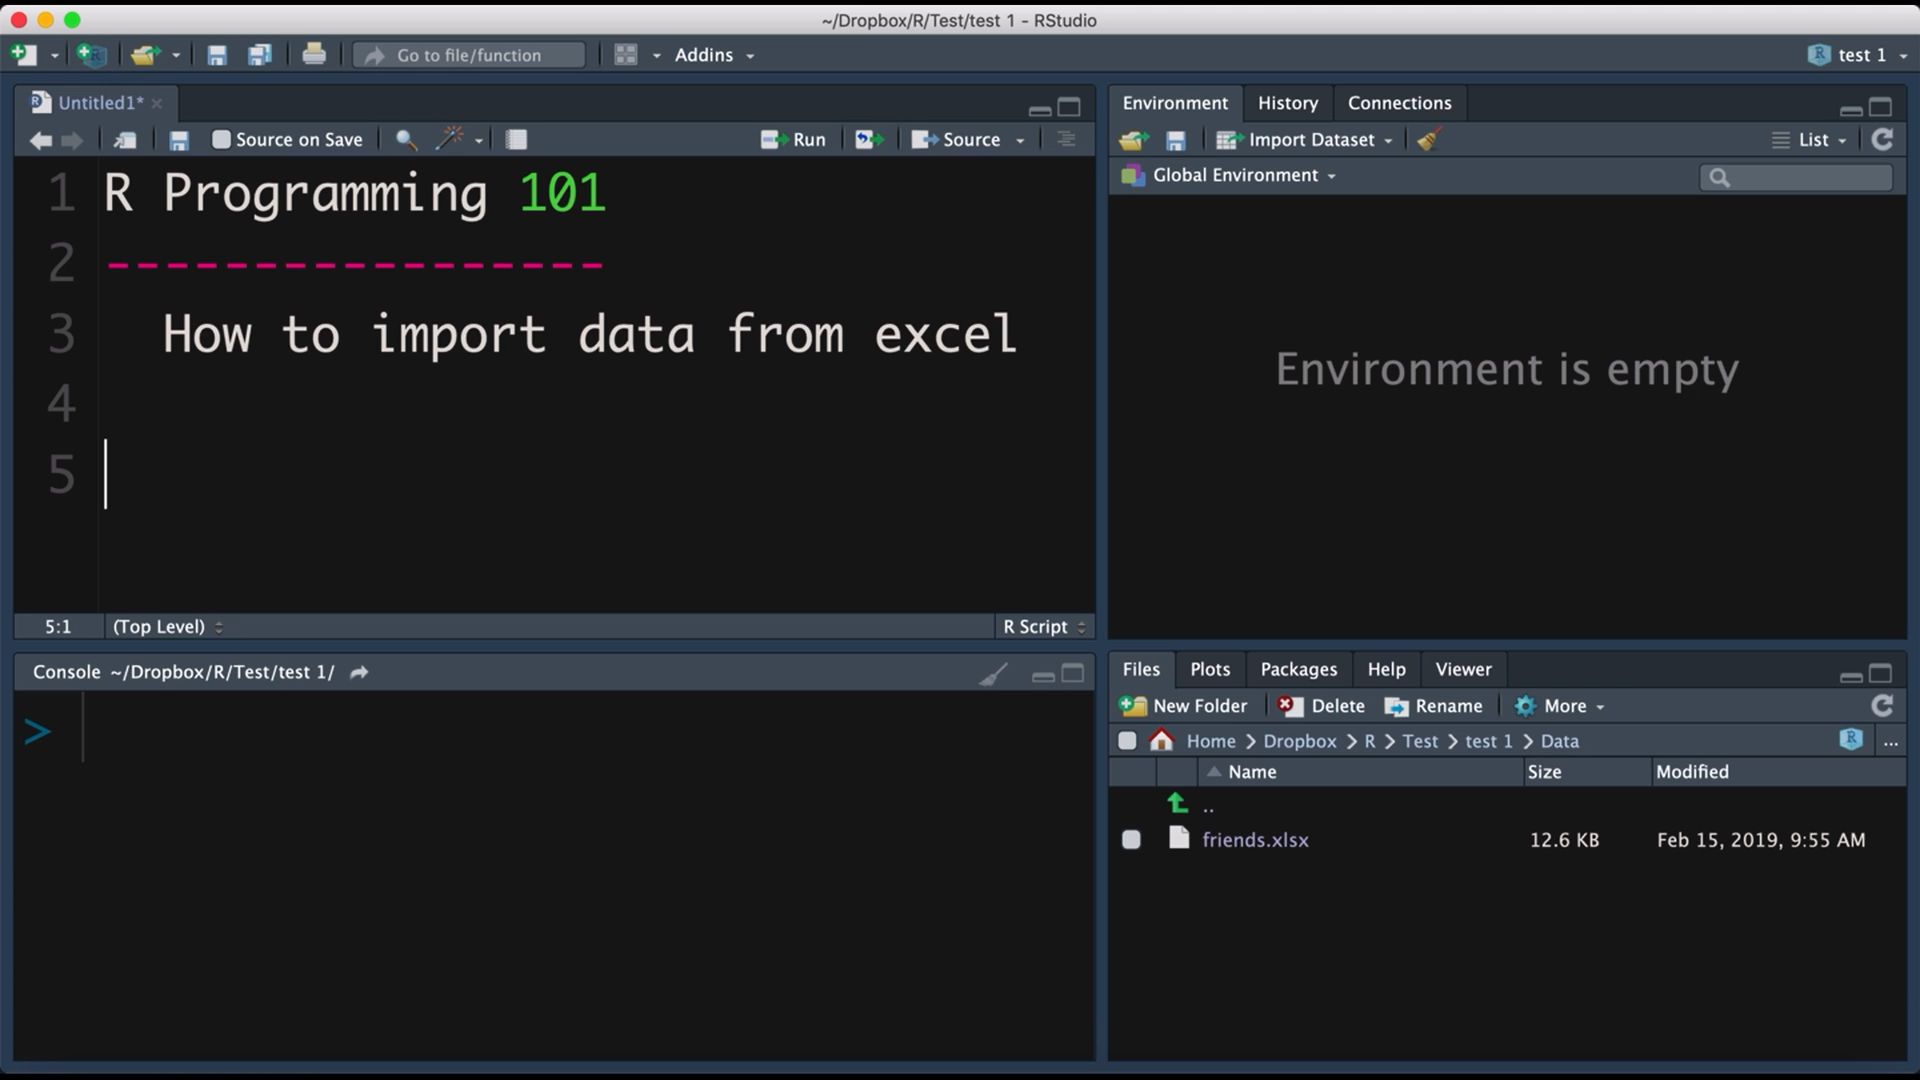 ~/Dropbox/R/Test/test 1 - RStudio
Go to file/function
Addins
test 1
Untitled1*
Source on Save
Run
Source
1 R Programming 101
2 -----------------
3 How to import data from excel
4
5
5:1 (Top Level) R Script
Console ~/Dropbox/R/Test/test 1/
>
Environment History Connections
Import Dataset
List
Global Environment
Environment is empty
Files Plots Packages Help Viewer
New Folder Delete Rename More
Home > Dropbox > R > Test > test 1 > Data ...
Name Size Modified
..
friends.xlsx 12.6 KB Feb 15, 2019, 9:55 AM